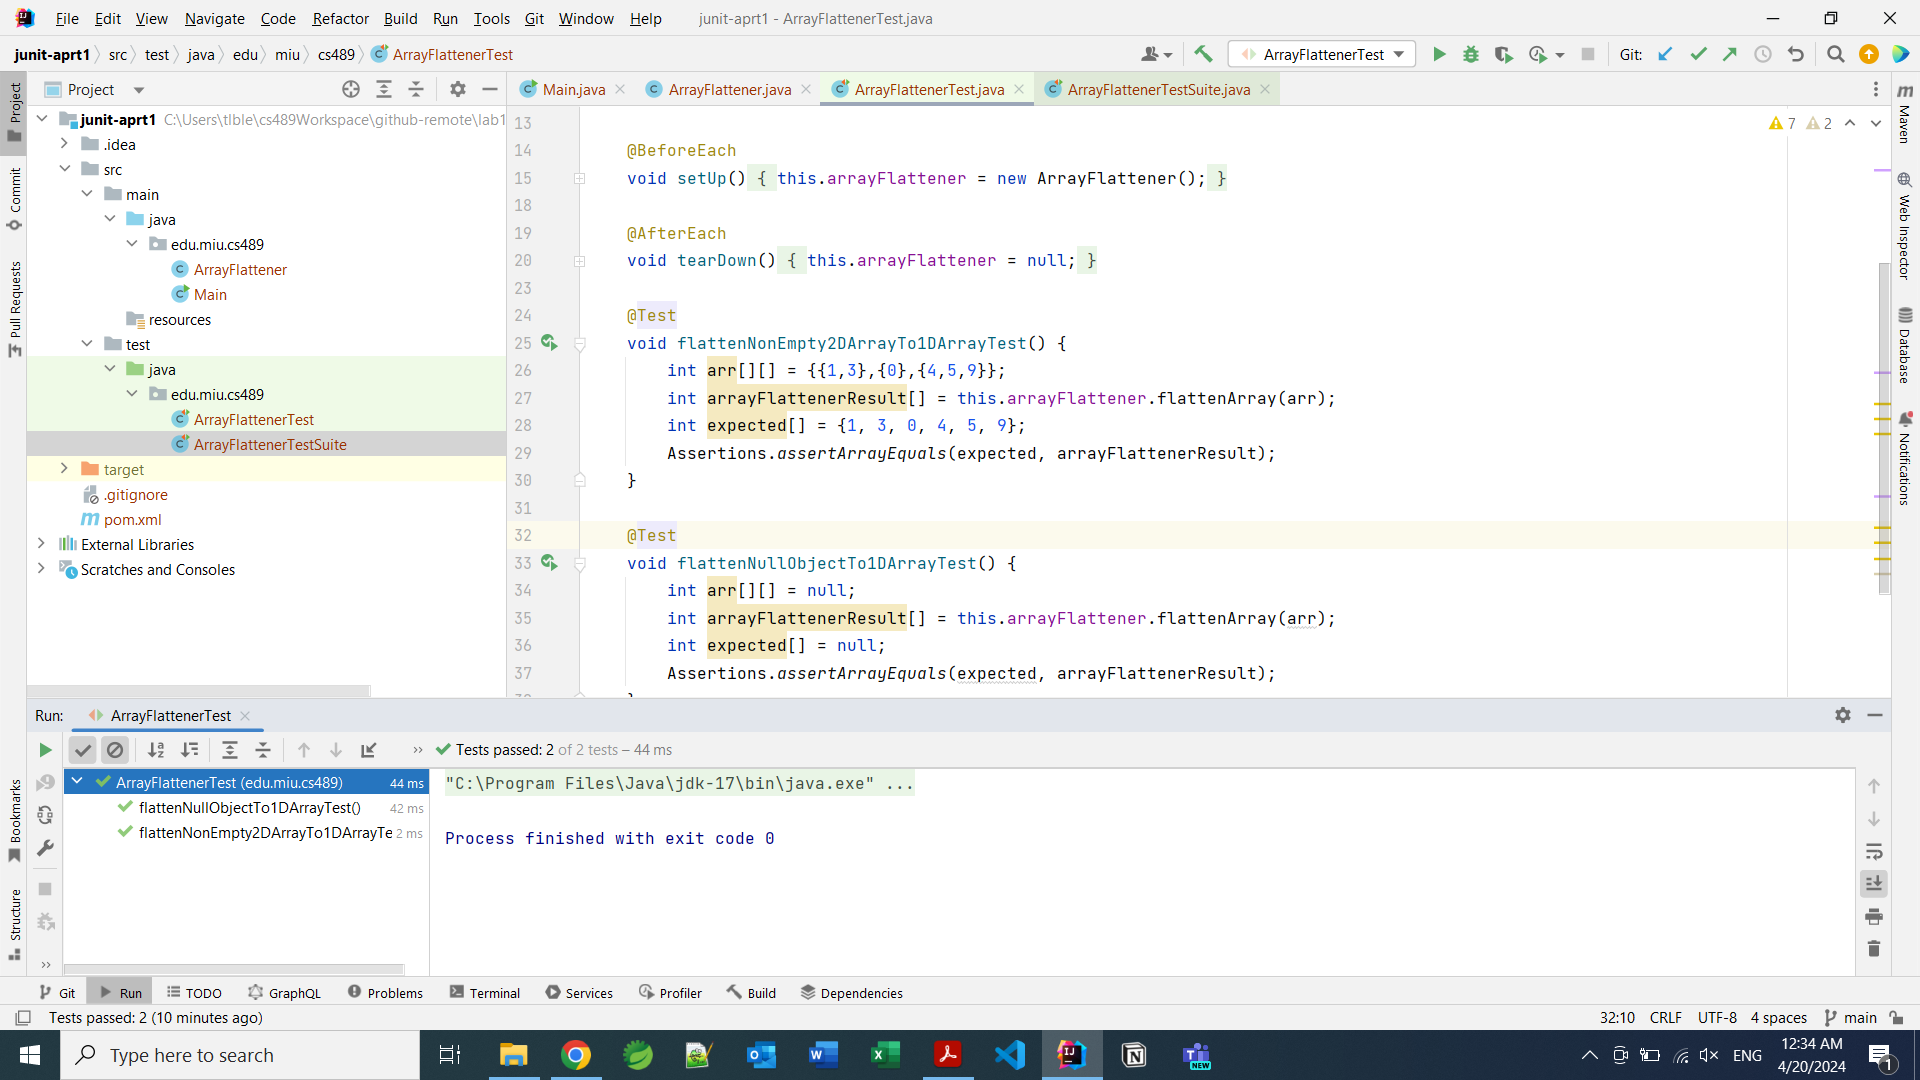 File Edit View Navigate Code Refactor Build Run Tools Git Window Help junit-aprt1 - ArrayFlattenerTest.java
junit-aprt1 src test java edu miu cs489 ArrayFlattenerTest ArrayFlattenerTest Git:
Project
Main.java ArrayFlattener.java ArrayFlattenerTest.java ArrayFlattenerTestSuite.java
Project
Commit
Pull Requests
Bookmarks
Structure
junit-aprt1 C:\Users\tlble\cs489Workspace\github-remote\lab1
.idea
src
main
java
edu.miu.cs489
ArrayFlattener
Main
resources
test
java
edu.miu.cs489
ArrayFlattenerTest
ArrayFlattenerTestSuite
target
.gitignore
pom.xml
External Libraries
Scratches and Consoles
7 2
13
14 @BeforeEach
15 void setUp() { this.arrayFlattener = new ArrayFlattener(); }
18
19 @AfterEach
20 void tearDown() { this.arrayFlattener = null; }
23
24 @Test
25 void flattenNonEmpty2DArrayTo1DArrayTest() {
26 int arr[][] = {{1,3},{0},{4,5,9}};
27 int arrayFlattenerResult[] = this.arrayFlattener.flattenArray(arr);
28 int expected[] = {1, 3, 0, 4, 5, 9};
29 Assertions.assertArrayEquals(expected, arrayFlattenerResult);
30 }
31
32 @Test
33 void flattenNullObjectTo1DArrayTest() {
34 int arr[][] = null;
35 int arrayFlattenerResult[] = this.arrayFlattener.flattenArray(arr);
36 int expected[] = null;
37 Assertions.assertArrayEquals(expected, arrayFlattenerResult);
Maven
Web Inspector
Database
Notifications
Run: ArrayFlattenerTest
Tests passed: 2 of 2 tests – 44 ms
ArrayFlattenerTest (edu.miu.cs489) 44 ms
flattenNullObjectTo1DArrayTest() 42 ms
flattenNonEmpty2DArrayTo1DArrayTe 2 ms
"C:\Program Files\Java\jdk-17\bin\java.exe" ...
Process finished with exit code 0
Git Run TODO GraphQL Problems Terminal Services Profiler Build Dependencies
Tests passed: 2 (10 minutes ago) 32:10 CRLF UTF-8 4 spaces main
Type here to search
ENG
12:34 AM
4/20/2024
1